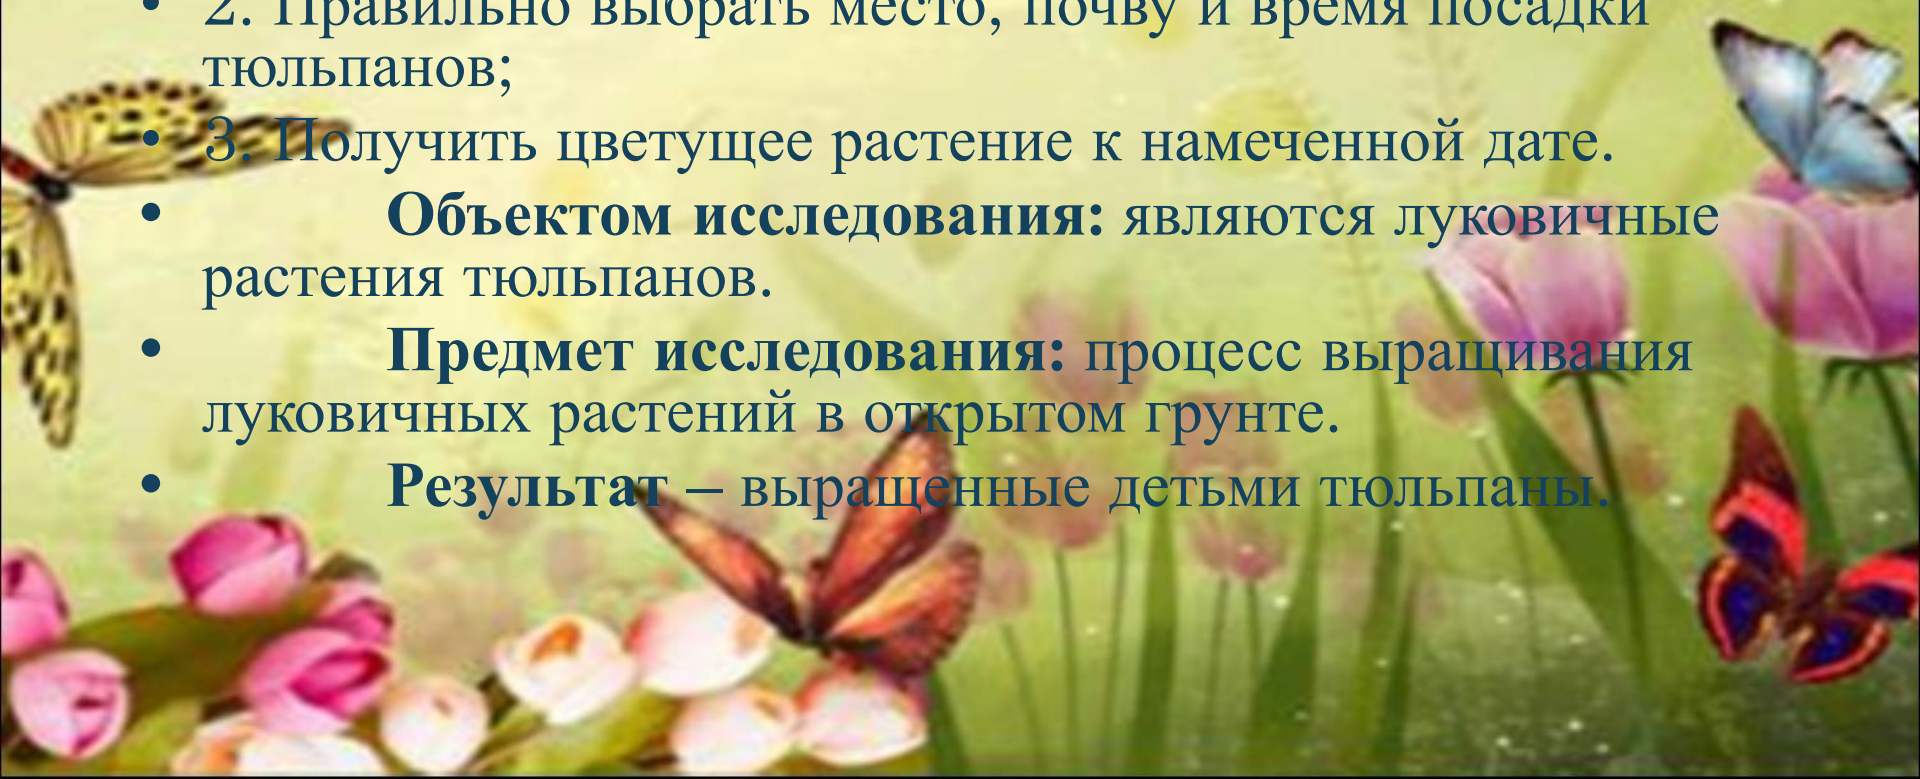 • 2. Правильно выбрать место, почву и время посадки
тюльпанов;
• 3. Получить цветущее растение к намеченной дате.
• Объектом исследования: являются луковичные
растения тюльпанов.
• Предмет исследования: процесс выращивания
луковичных растений в открытом грунте.
• Результат – выращенные детьми тюльпаны.